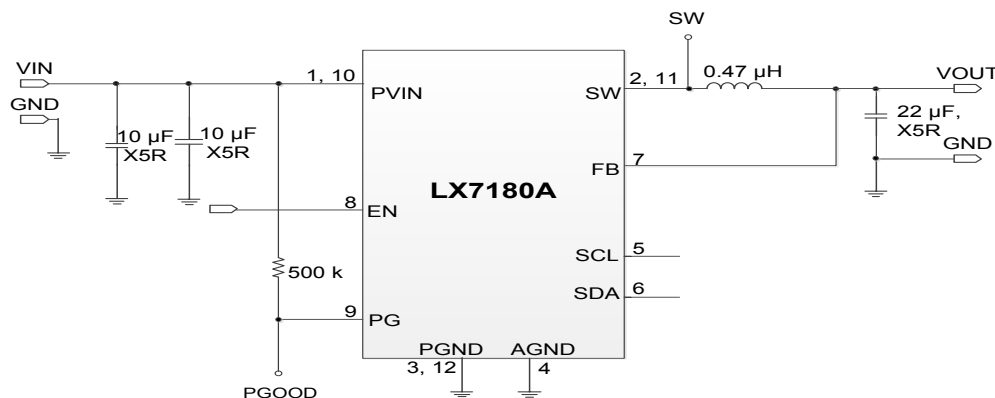 SW
VIN
1, 10
PVIN
GND
10 µF
X5R
10 µF
X5R
2, 11
SW
0.47 µH
VOUT
22 µF,
X5R
GND
7
FB
LX7180A
8
EN
SCL
5
SDA
6
500 k
9
PG
PGND
AGND
3, 12
4
PGOOD